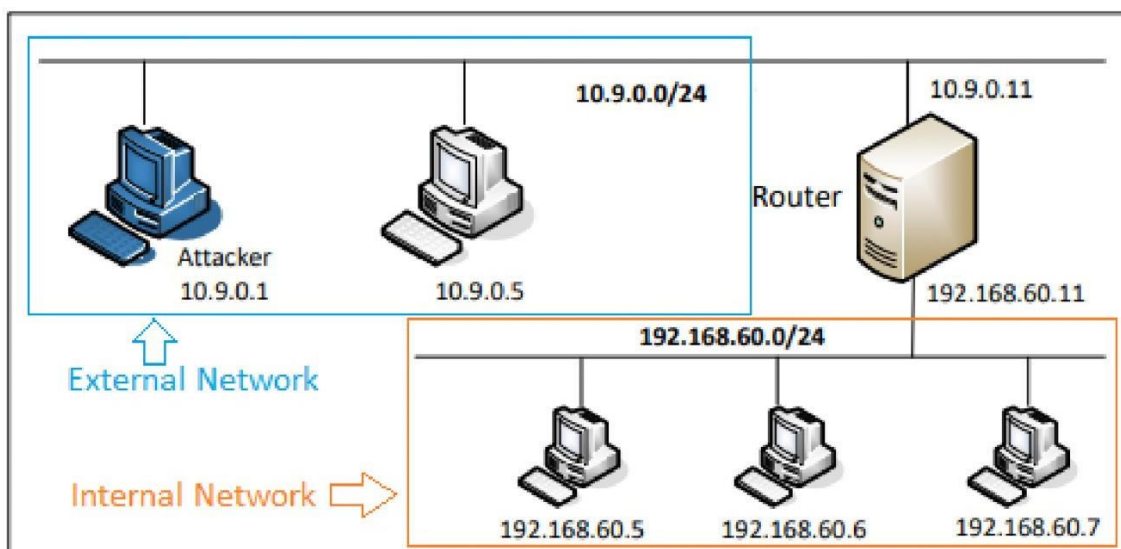 10.9.0.0/24
10.9.0.11
Router
Attacker
10.9.0.1
10.9.0.5
192.168.60.11
External Network
192.168.60.0/24
Internal Network
192.168.60.5
192.168.60.6
192.168.60.7